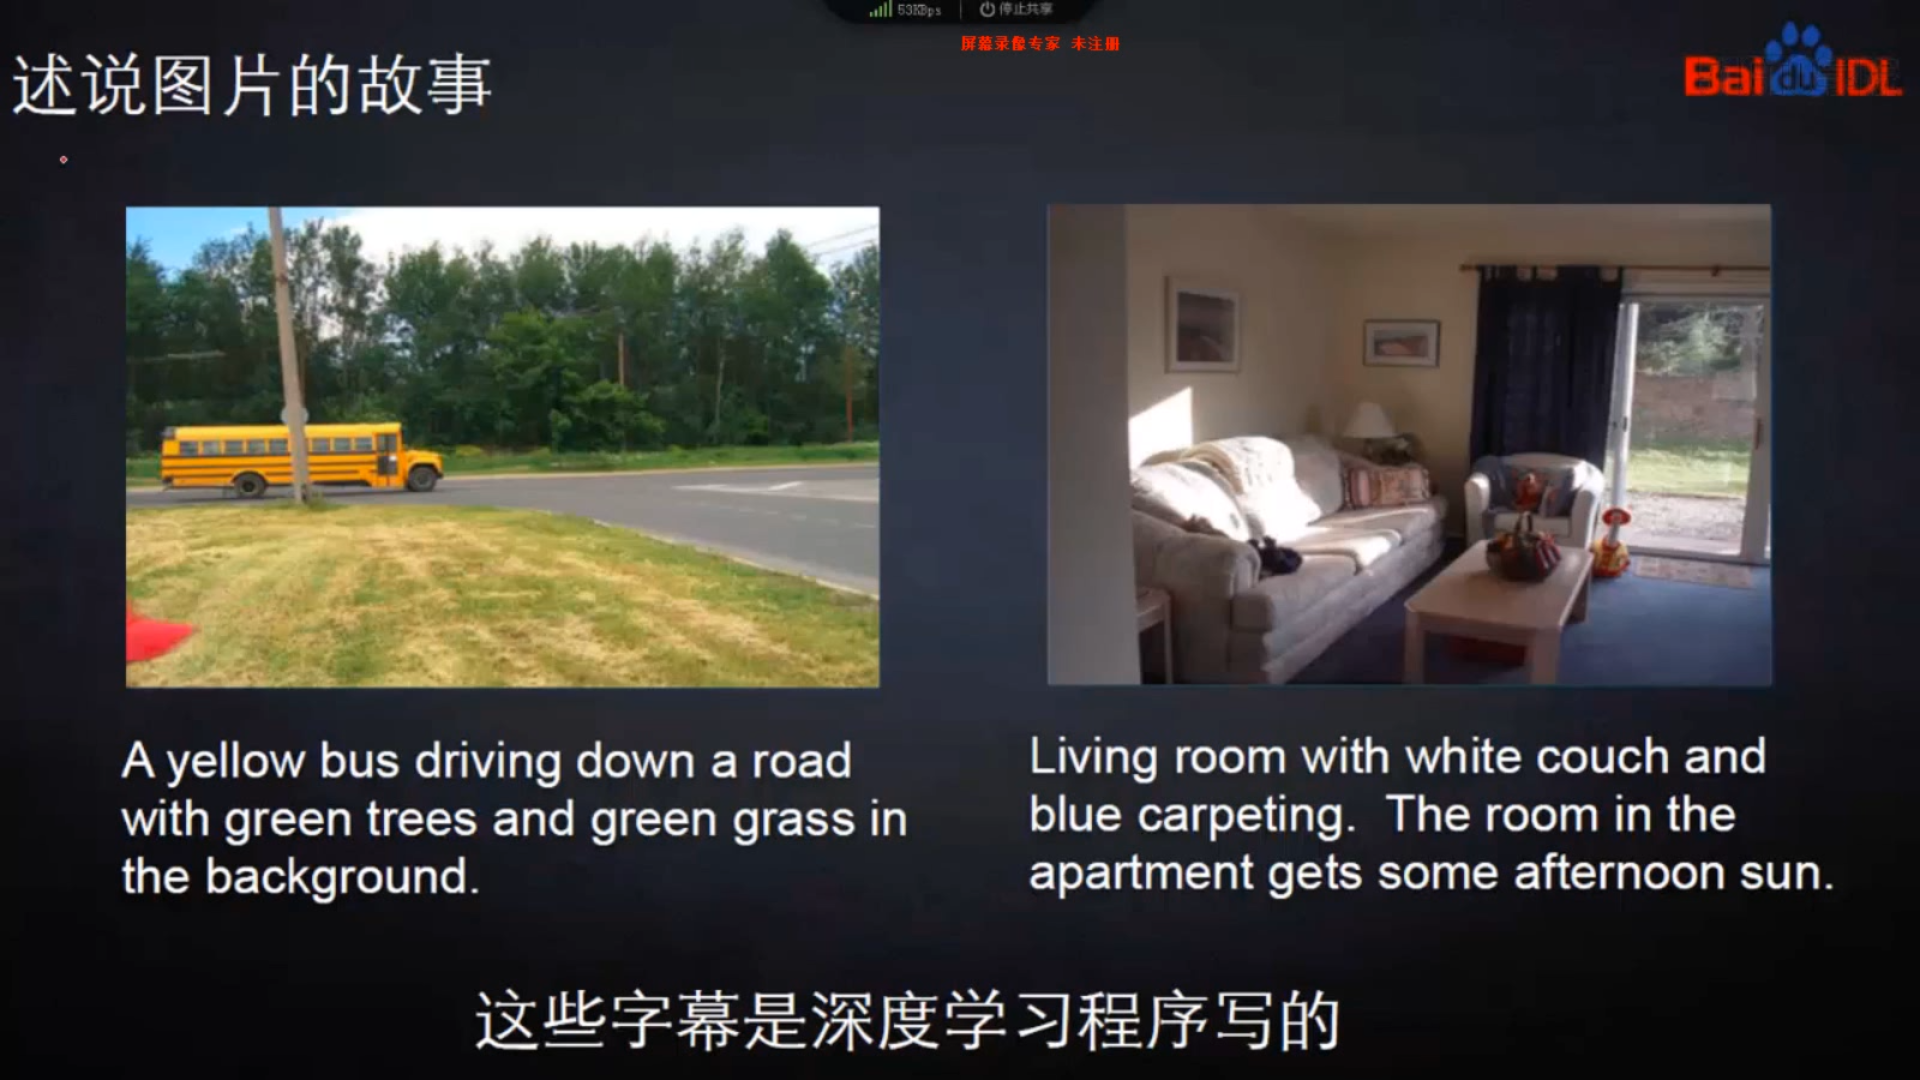 53KBps 停止共享
屏幕录像专家 未注册
述说图片的故事
Bai du IDL
A yellow bus driving down a road
with green trees and green grass in
the background.
Living room with white couch and
blue carpeting. The room in the
apartment gets some afternoon sun.
这些字幕是深度学习程序写的